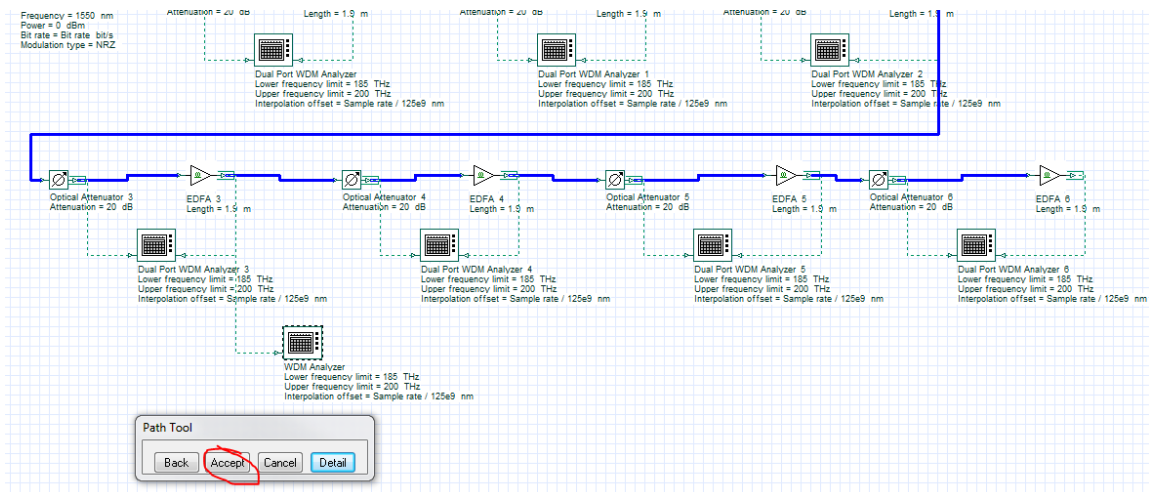 Frequency = 1550 nm
Power = 0 dBm
Bit rate = Bit rate bit/s
Modulation type = NRZ
Attenuation = 20 dB
Length = 1.9 m
Attenuation = 20 dB
Length = 1.9 m
Attenuation = 20 dB
Length = 1.9 m
Dual Port WDM Analyzer
Lower frequency limit = 185 THz
Upper frequency limit = 200 THz
Interpolation offset = Sample rate / 125e9 nm
Dual Port WDM Analyzer 1
Lower frequency limit = 185 THz
Upper frequency limit = 200 THz
Interpolation offset = Sample rate / 125e9 nm
Dual Port WDM Analyzer 2
Lower frequency limit = 185 THz
Upper frequency limit = 200 THz
Interpolation offset = Sample rate / 125e9 nm
Optical Attenuator 3
Attenuation = 20 dB
EDFA 3
Length = 1.9 m
Optical Attenuator 4
Attenuation = 20 dB
EDFA 4
Length = 1.9 m
Optical Attenuator 5
Attenuation = 20 dB
EDFA 5
Length = 1.9 m
Optical Attenuator 6
Attenuation = 20 dB
EDFA 6
Length = 1.9 m
Dual Port WDM Analyzer 3
Lower frequency limit = 185 THz
Upper frequency limit = 200 THz
Interpolation offset = Sample rate / 125e9 nm
Dual Port WDM Analyzer 4
Lower frequency limit = 185 THz
Upper frequency limit = 200 THz
Interpolation offset = Sample rate / 125e9 nm
Dual Port WDM Analyzer 5
Lower frequency limit = 185 THz
Upper frequency limit = 200 THz
Interpolation offset = Sample rate / 125e9 nm
Dual Port WDM Analyzer 6
Lower frequency limit = 185 THz
Upper frequency limit = 200 THz
Interpolation offset = Sample rate / 125e9 nm
WDM Analyzer
Lower frequency limit = 185 THz
Upper frequency limit = 200 THz
Interpolation offset = Sample rate / 125e9 nm
Path Tool
Back
Accept
Cancel
Detail